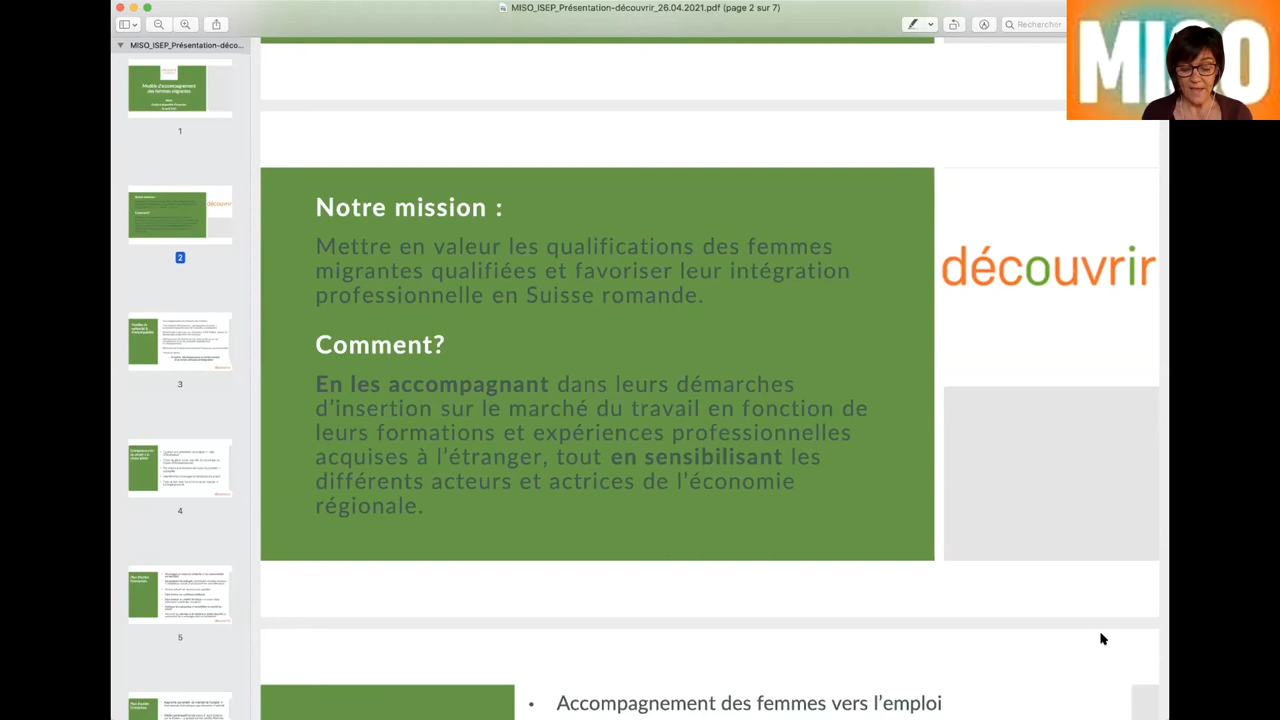 MISO_ISEP_Présentation-découvrir_26.04.2021.pdf (page 2 sur 7)
Rechercher
MISO_ISEP_Présentation-déco...
MISO
1
2
3
4
5
Notre mission :
Mettre en valeur les qualifications des femmes
migrantes qualifiées et favoriser leur intégration
professionnelle en Suisse romande.
Comment?
En les accompagnant dans leurs démarches
d'insertion sur le marché du travail en fonction de
leurs formations et expériences professionnelles
acquises à l'étranger, tout en sensibilisant les
différents acteurs et actrices de l'économie
régionale.
découvrir
• Accompagnement des femmes vers l'emploi